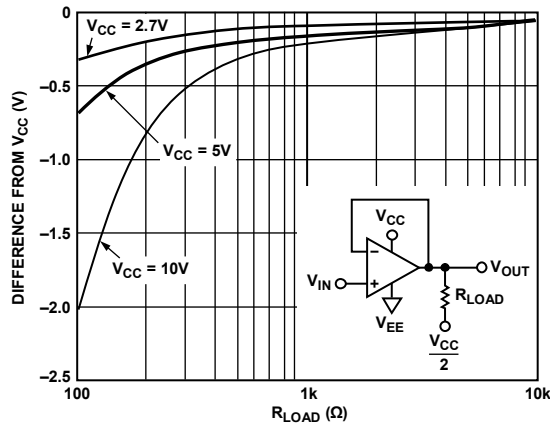 0
V_CC = 2.7V
–0.5
V_CC = 5V
–1.0
–1.5
V_CC = 10V
–2.0
–2.5
DIFFERENCE FROM V_CC (V)
V_CC
–
V_IN
+
V_OUT
R_LOAD
V_EE
V_CC
2
100
1k
10k
R_LOAD (Ω)